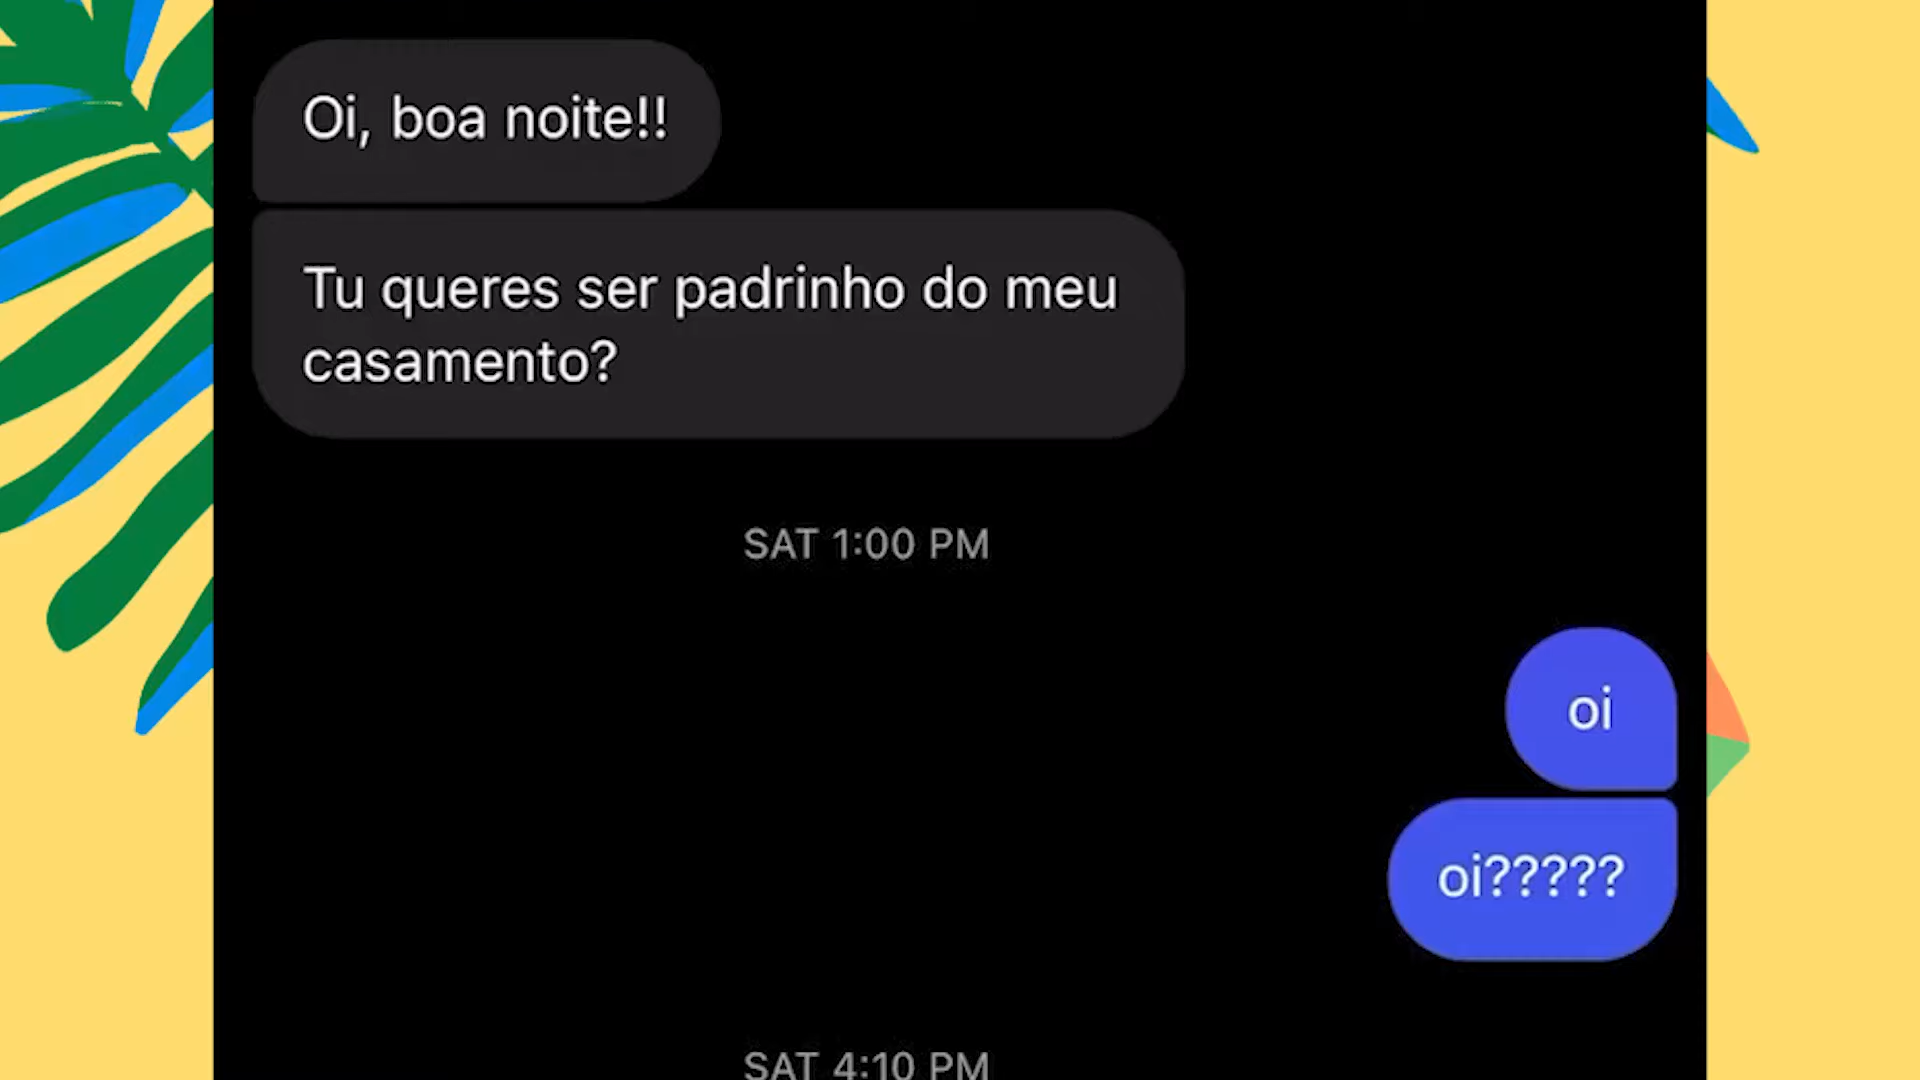 Oi, boa noite!!
Tu queres ser padrinho do meu
casamento?
SAT 1:00 PM
oi
oi?????
SAT 4:10 PM